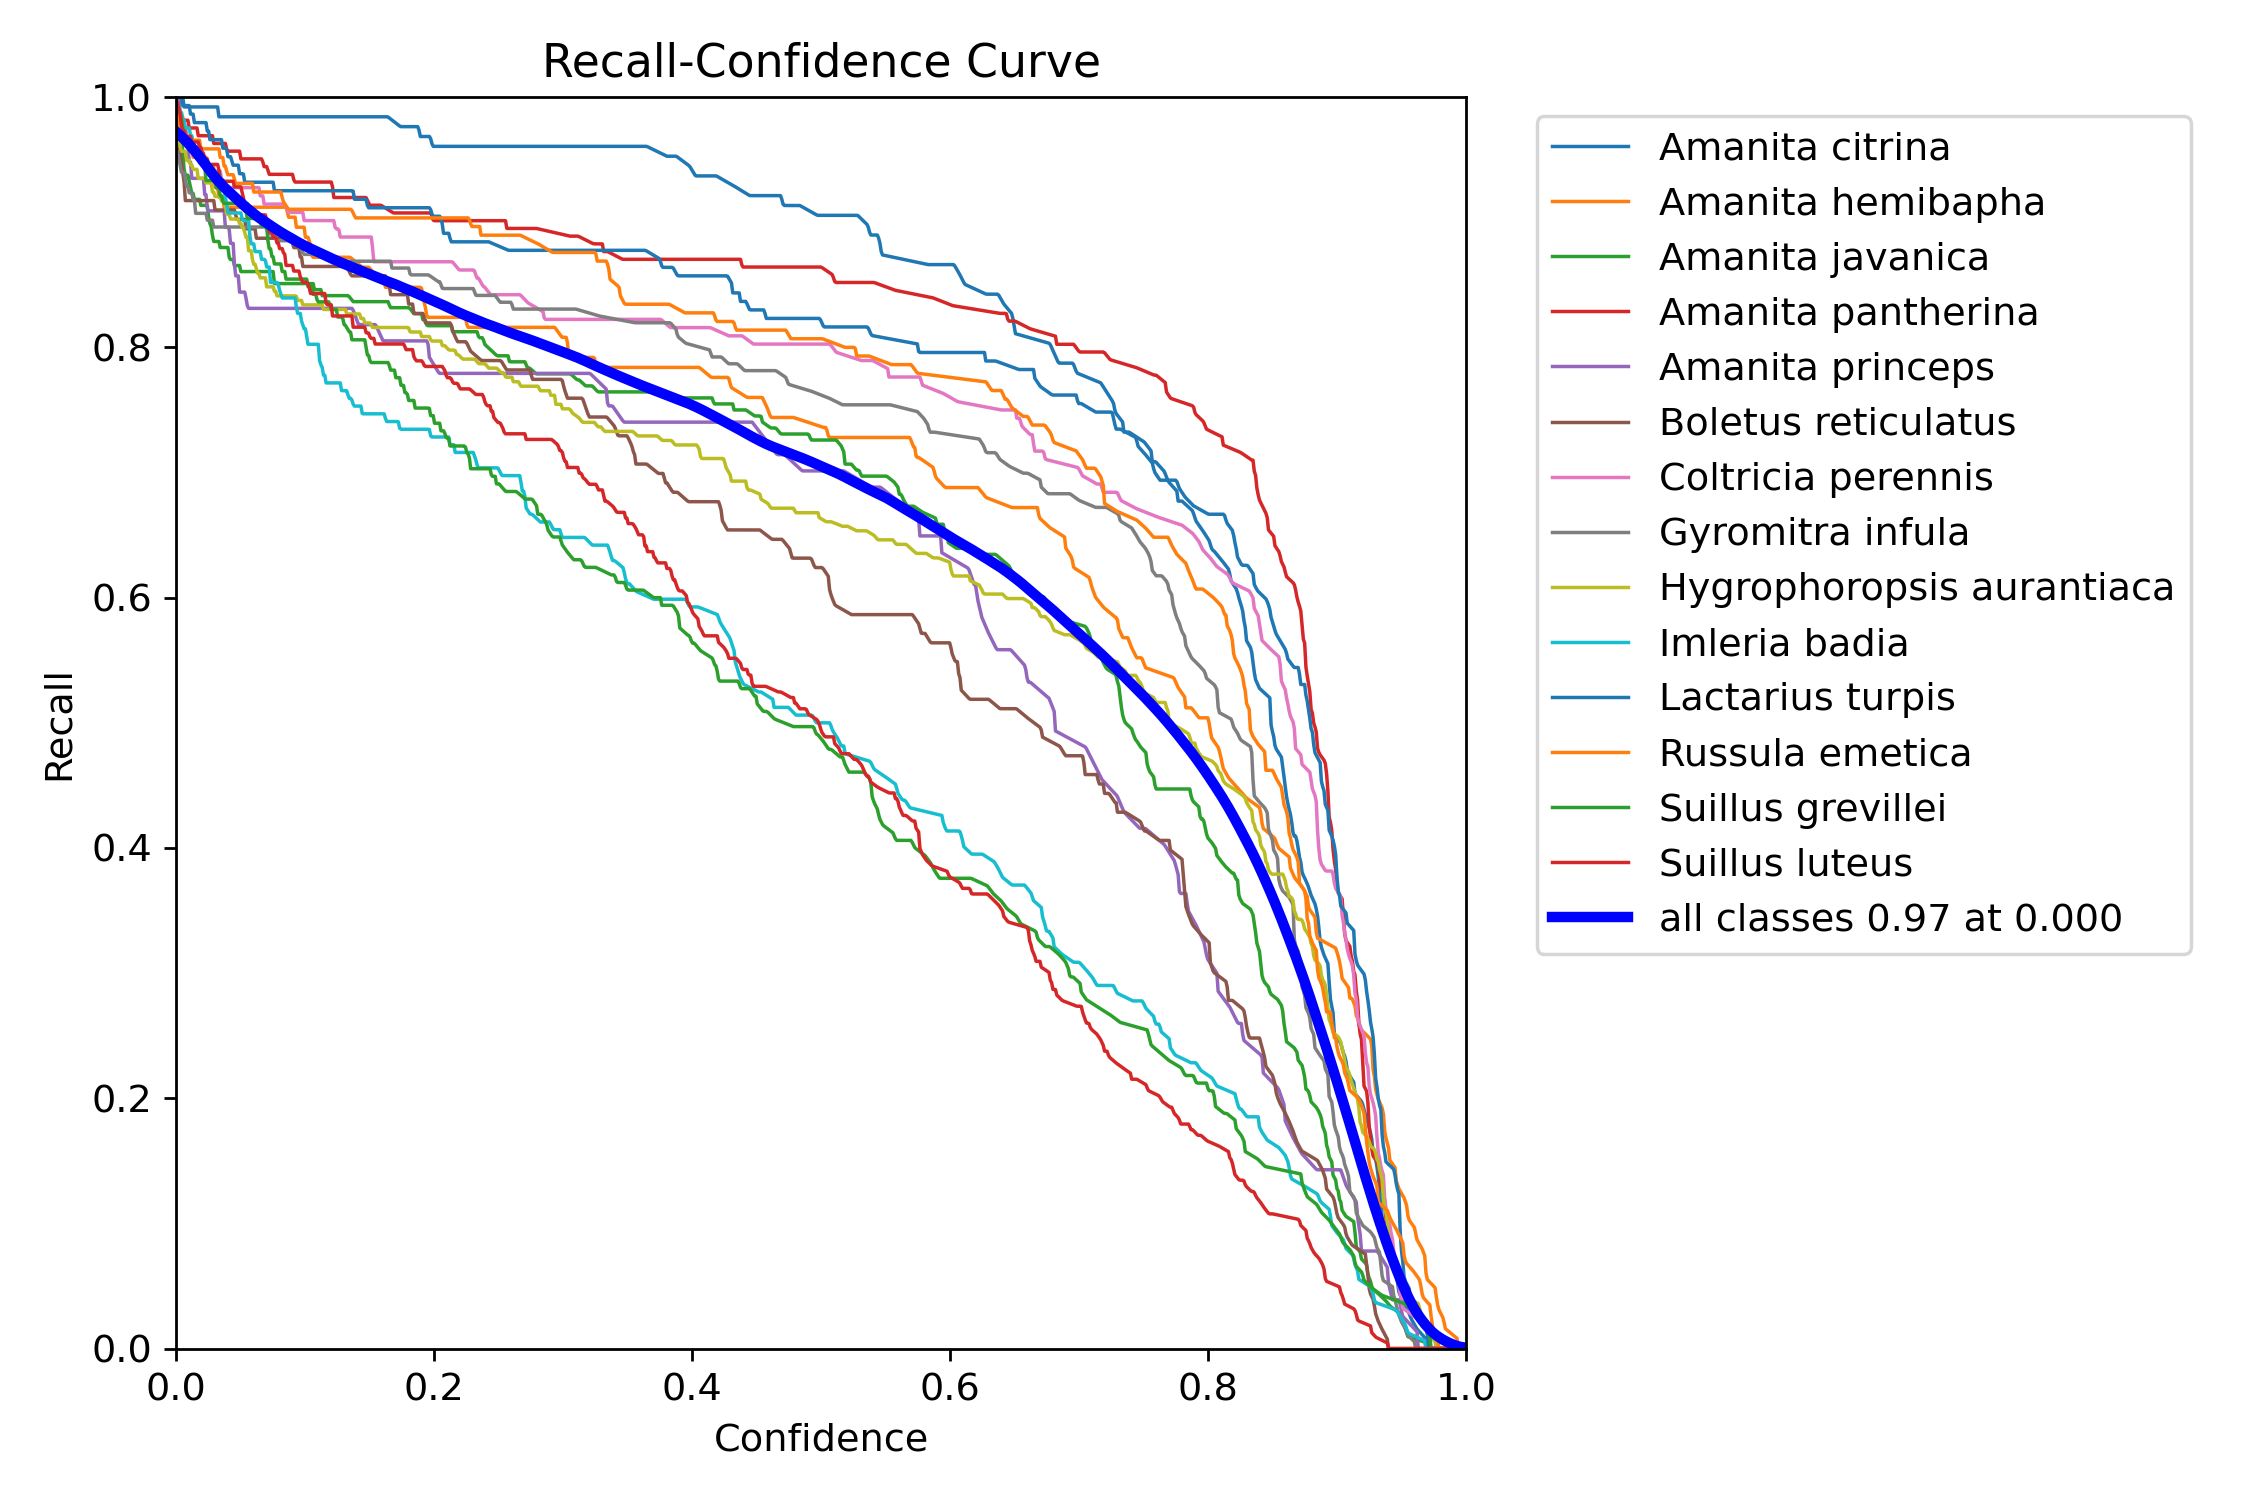 Recall-Confidence Curve
1.0
0.8
0.6
0.4
0.2
0.0
Recall
0.0 0.2 0.4 0.6 0.8 1.0
Confidence
Amanita citrina
Amanita hemibapha
Amanita javanica
Amanita pantherina
Amanita princeps
Boletus reticulatus
Coltricia perennis
Gyromitra infula
Hygrophoropsis aurantiaca
Imleria badia
Lactarius turpis
Russula emetica
Suillus grevillei
Suillus luteus
all classes 0.97 at 0.000